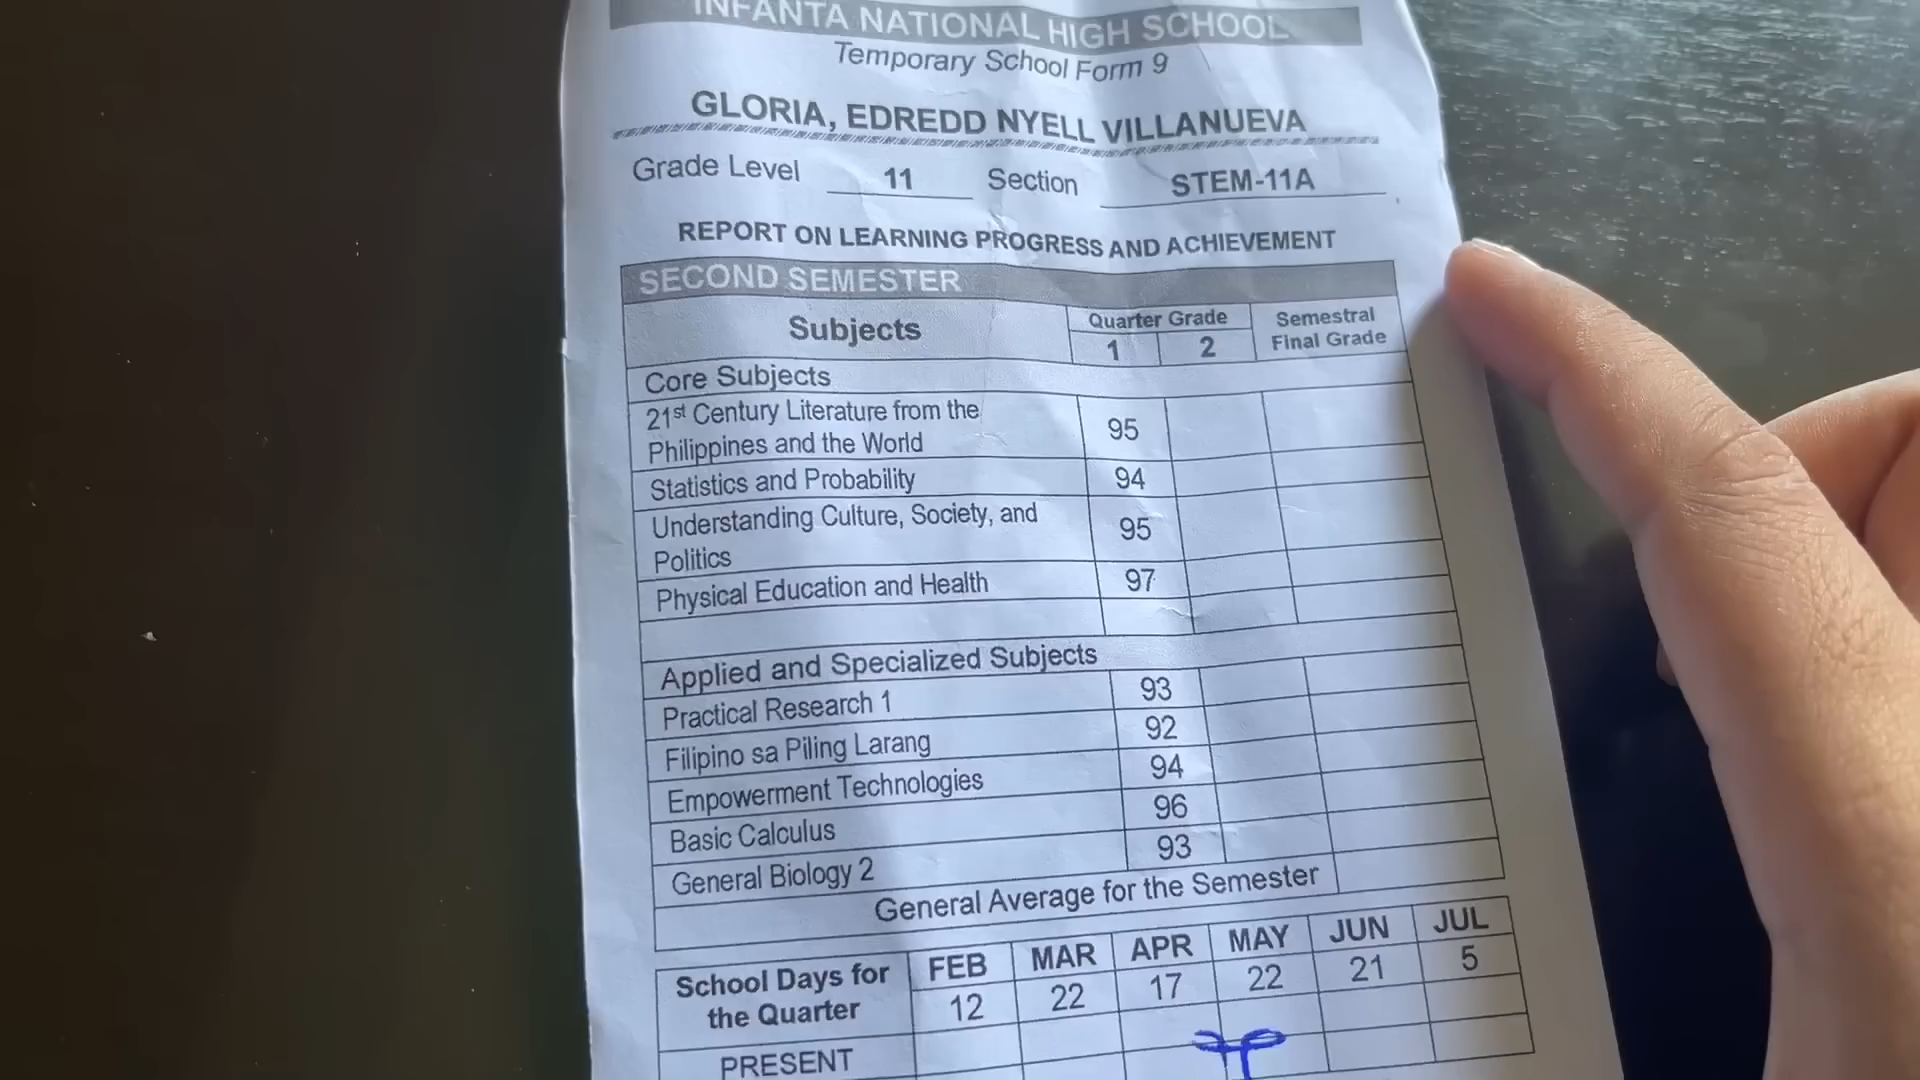 INFANTA NATIONAL HIGH SCHOOL
Temporary School Form 9
GLORIA, EDREDD NYELL VILLANUEVA
Grade Level 11 Section STEM-11A
REPORT ON LEARNING PROGRESS AND ACHIEVEMENT
SECOND SEMESTER
Subjects Quarter Grade Semestral
1 2 Final Grade
Core Subjects
21st Century Literature from the
Philippines and the World 95
Statistics and Probability 94
Understanding Culture, Society, and
Politics 95
Physical Education and Health 97
Applied and Specialized Subjects
Practical Research 1 93
Filipino sa Piling Larang 92
Empowerment Technologies 94
Basic Calculus 96
General Biology 2 93
General Average for the Semester
School Days for FEB MAR APR MAY JUN JUL
the Quarter 12 22 17 22 21 5
PRESENT